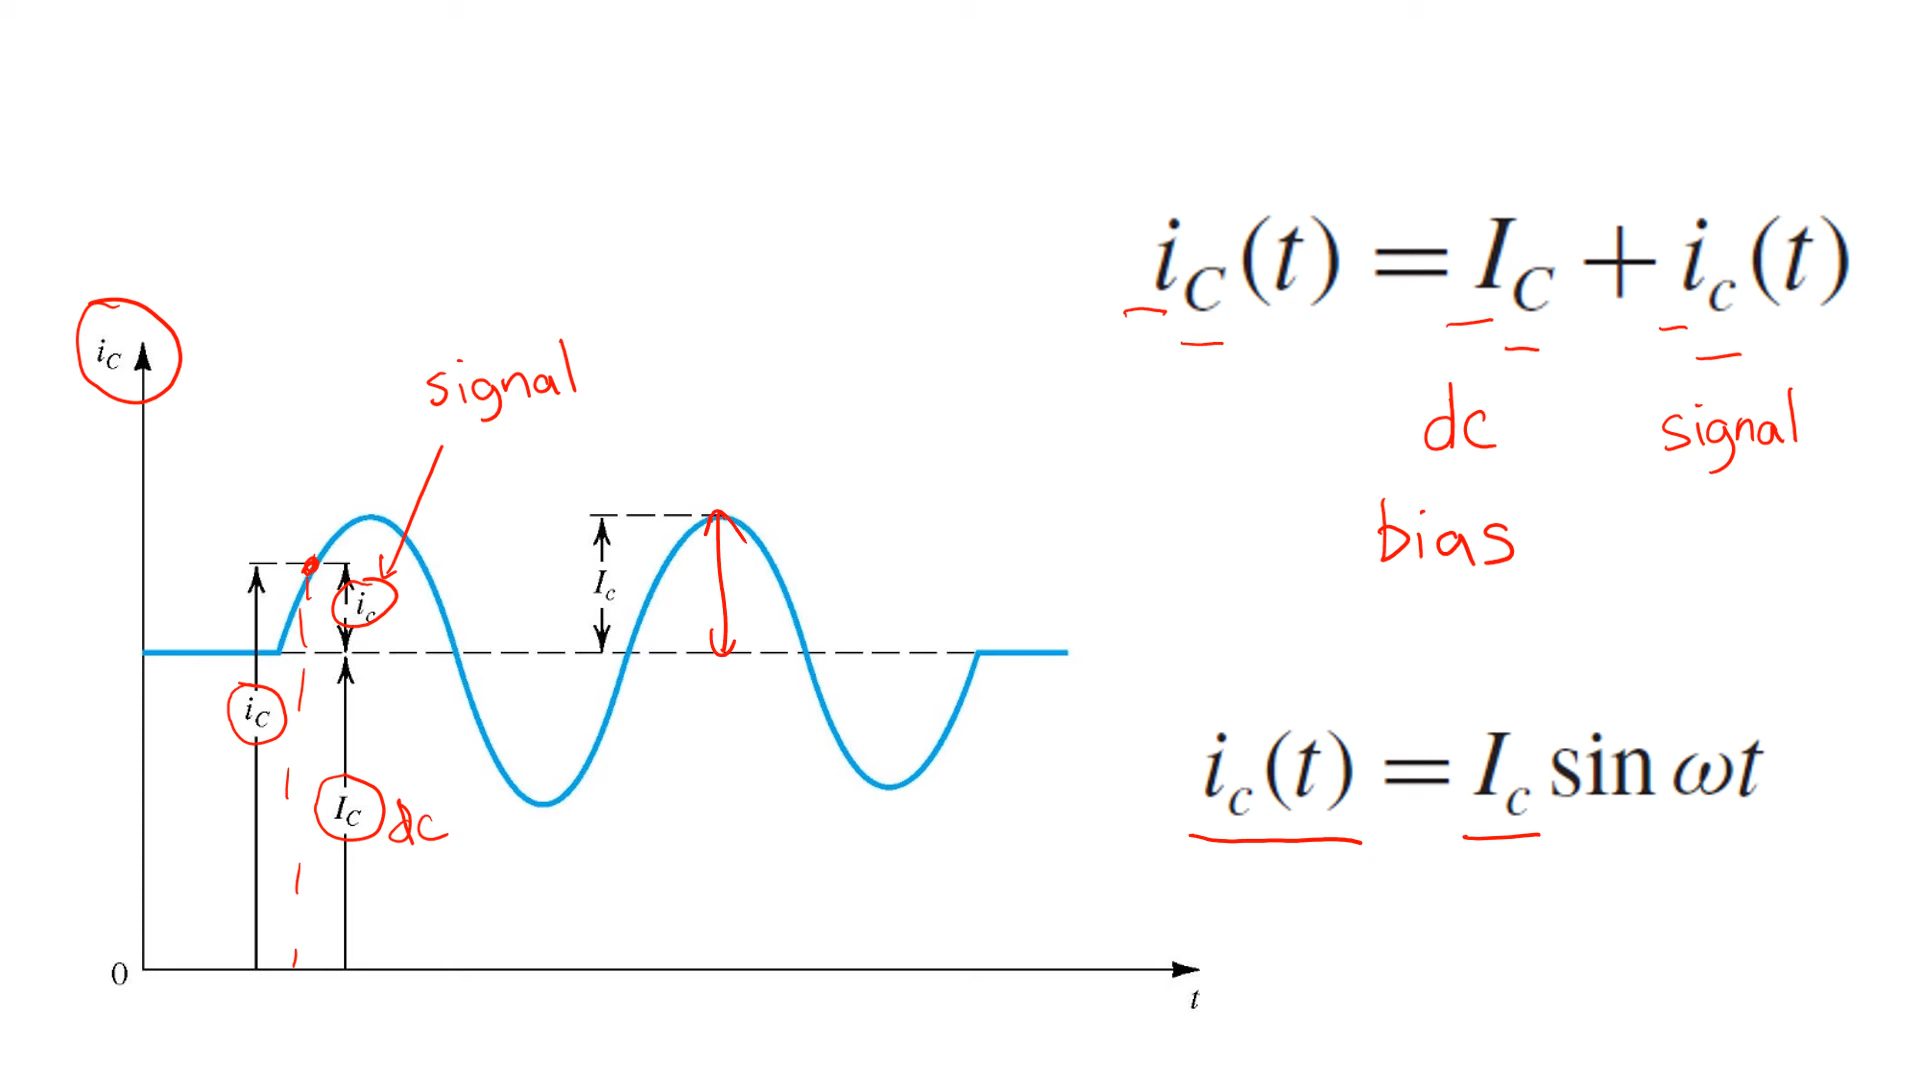 i_C(t) = I_C + i_c(t)
dc signal
bias
i_C
signal
i_c
I_c
i_C
I_C dc
i_c(t) = I_c sin ωt
0
t